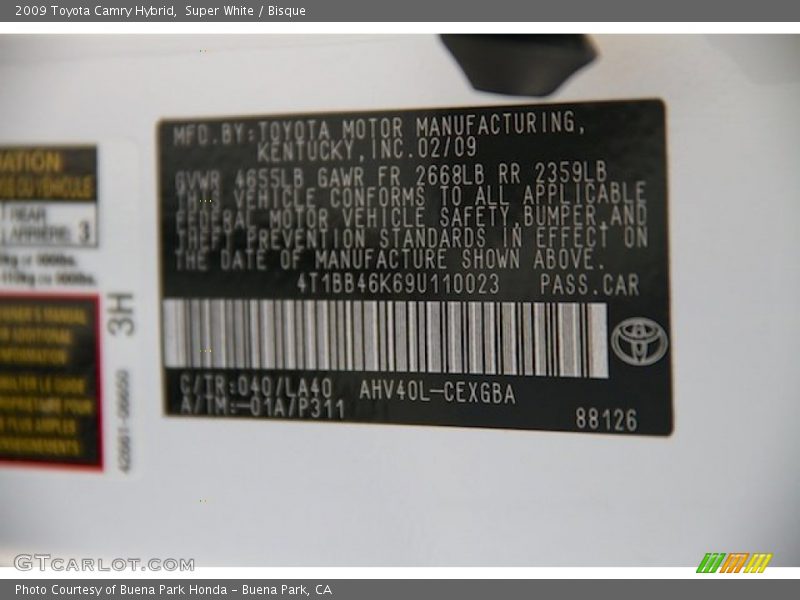 2009 Toyota Camry Hybrid, Super White / Bisque
MFD.BY:TOYOTA MOTOR MANUFACTURING,
KENTUCKY,INC.02/09
GVWR 4655LB GAWR FR 2668LB RR 2359LB
THIS VEHICLE CONFORMS TO ALL APPLICABLE
FEDERAL MOTOR VEHICLE SAFETY,BUMPER,AND
THEFT PREVENTION STANDARDS IN EFFECT ON
THE DATE OF MANUFACTURE SHOWN ABOVE.
4T1BB46K69U110023 PASS.CAR
C/TR:040/LA40 AHV40L-CEXGBA
A/TM:-01A/P311
88126
3H
3
GTCARLOT.COM
Photo Courtesy of Buena Park Honda - Buena Park, CA